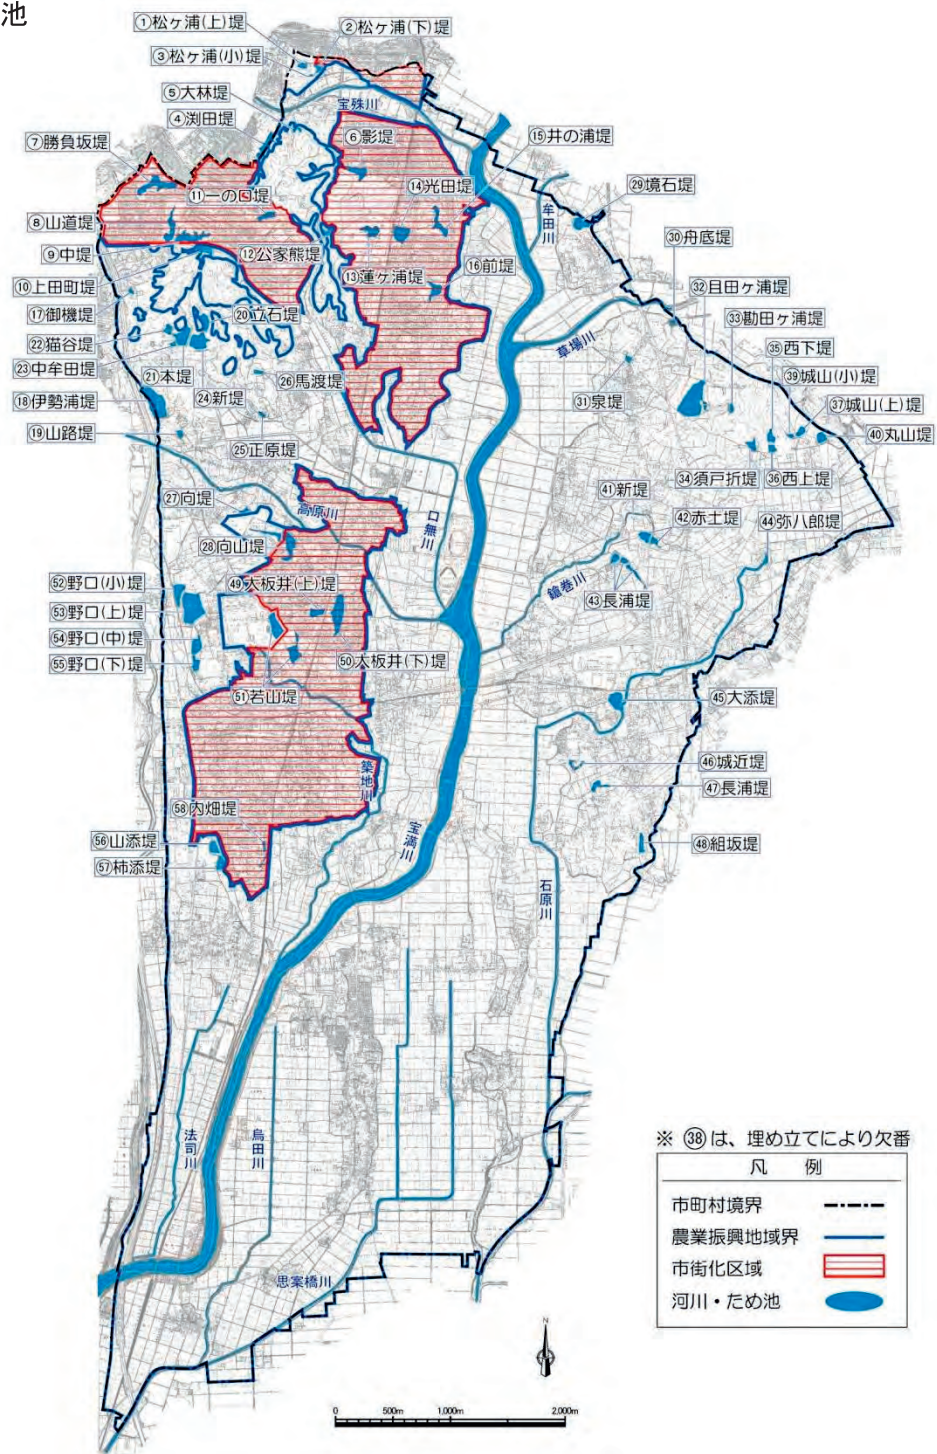 池
①松ヶ浦(上)堤
②松ヶ浦(下)堤
③松ヶ浦(小)堤
⑤大林堤
④渕田堤
宝殊川
⑦勝負坂堤
⑥影堤
⑮井の浦堤
⑪一の口堤
⑭光田堤
㉙境石堤
牟田川
⑧山道堤
㉚舟底堤
⑨中堤
⑫公家熊堤
⑯前堤
⑬蓮ヶ浦堤
㉜且田ヶ浦堤
⑩上田町堤
㉝勘田ヶ浦堤
⑰御機堤
⑳立石堤
㉟西下堤
㉒猫谷堤
草場川
㊴城山(小)堤
㉓中牟田堤
㉑本堤
㉖馬渡堤
㊲城山(上)堤
⑱伊勢浦堤
㉔新堤
㉛泉堤
⑲山路堤
㊵丸山堤
㉕正原堤
㉞須戸折堤
㊱西上堤
㉗向堤
高原川
口無川
㊶新堤
㊷赤土堤
㊹弥八郎堤
㉘向山堤
52野口(小)堤
㊾大板井(上)堤
鐘巻川
㊸長浦堤
53野口(上)堤
54野口(中)堤
55野口(下)堤
㊿大板井(下)堤
51若山堤
㊺大添堤
築地川
㊻城近堤
㊼長浦堤
58内畑堤
宝満川
56山添堤
㊽組坂堤
57柿添堤
石原川
法司川
烏田川
思案橋川
※ ㊳は、埋め立てにより欠番
凡 例
市町村境界
農業振興地域界
市街化区域
河川・ため池
N
0 500m 1,000m 2,000m